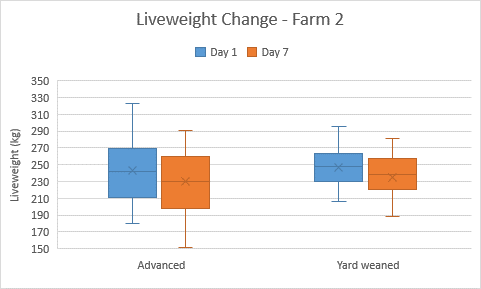 Liveweight Change - Farm 2
Day 1 Day 7
350
330
310
290
270
250
230
210
190
170
150
Liveweight (kg)
Advanced Yard weaned